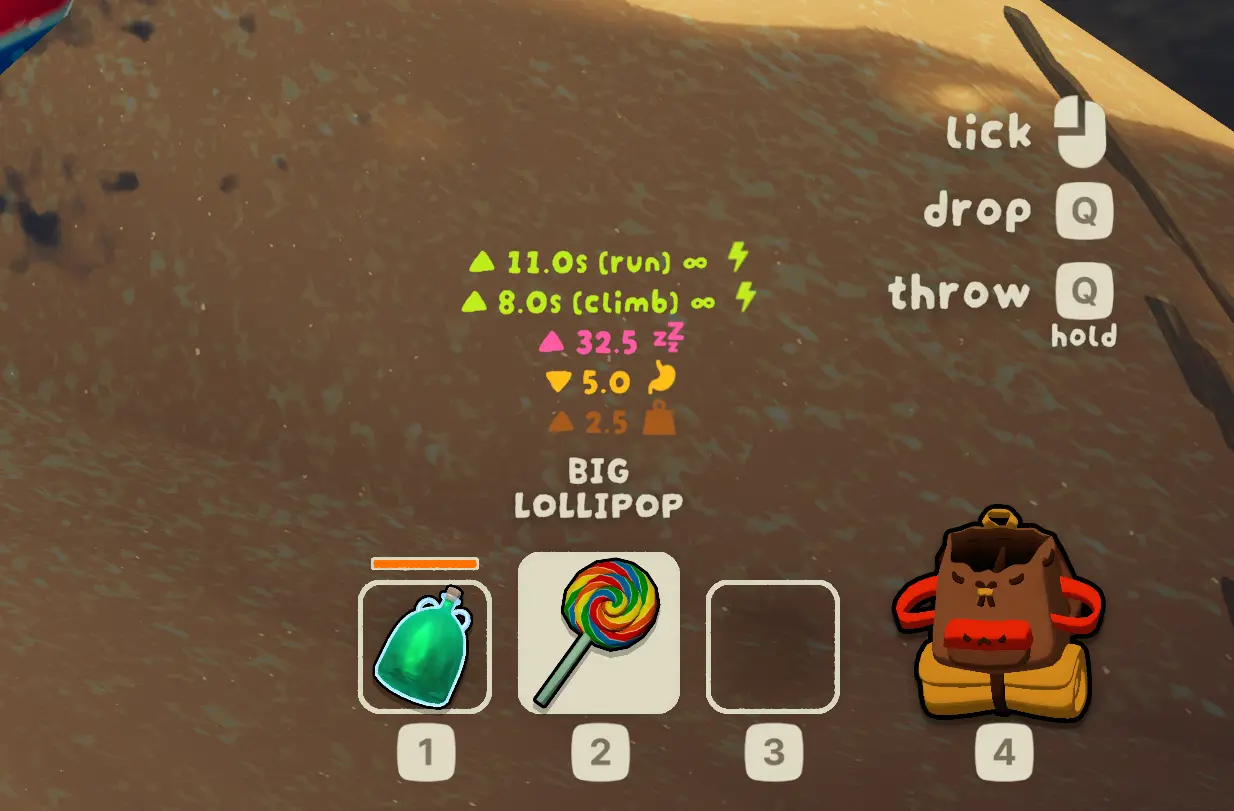 lick
drop Q
throw Q
hold
▲ 11.0s (run) ∞
▲ 8.0s (climb) ∞
▲ 32.5 zzz
▼ 5.0
▲ 2.5
BIG
LOLLIPOP
1 2 3 4